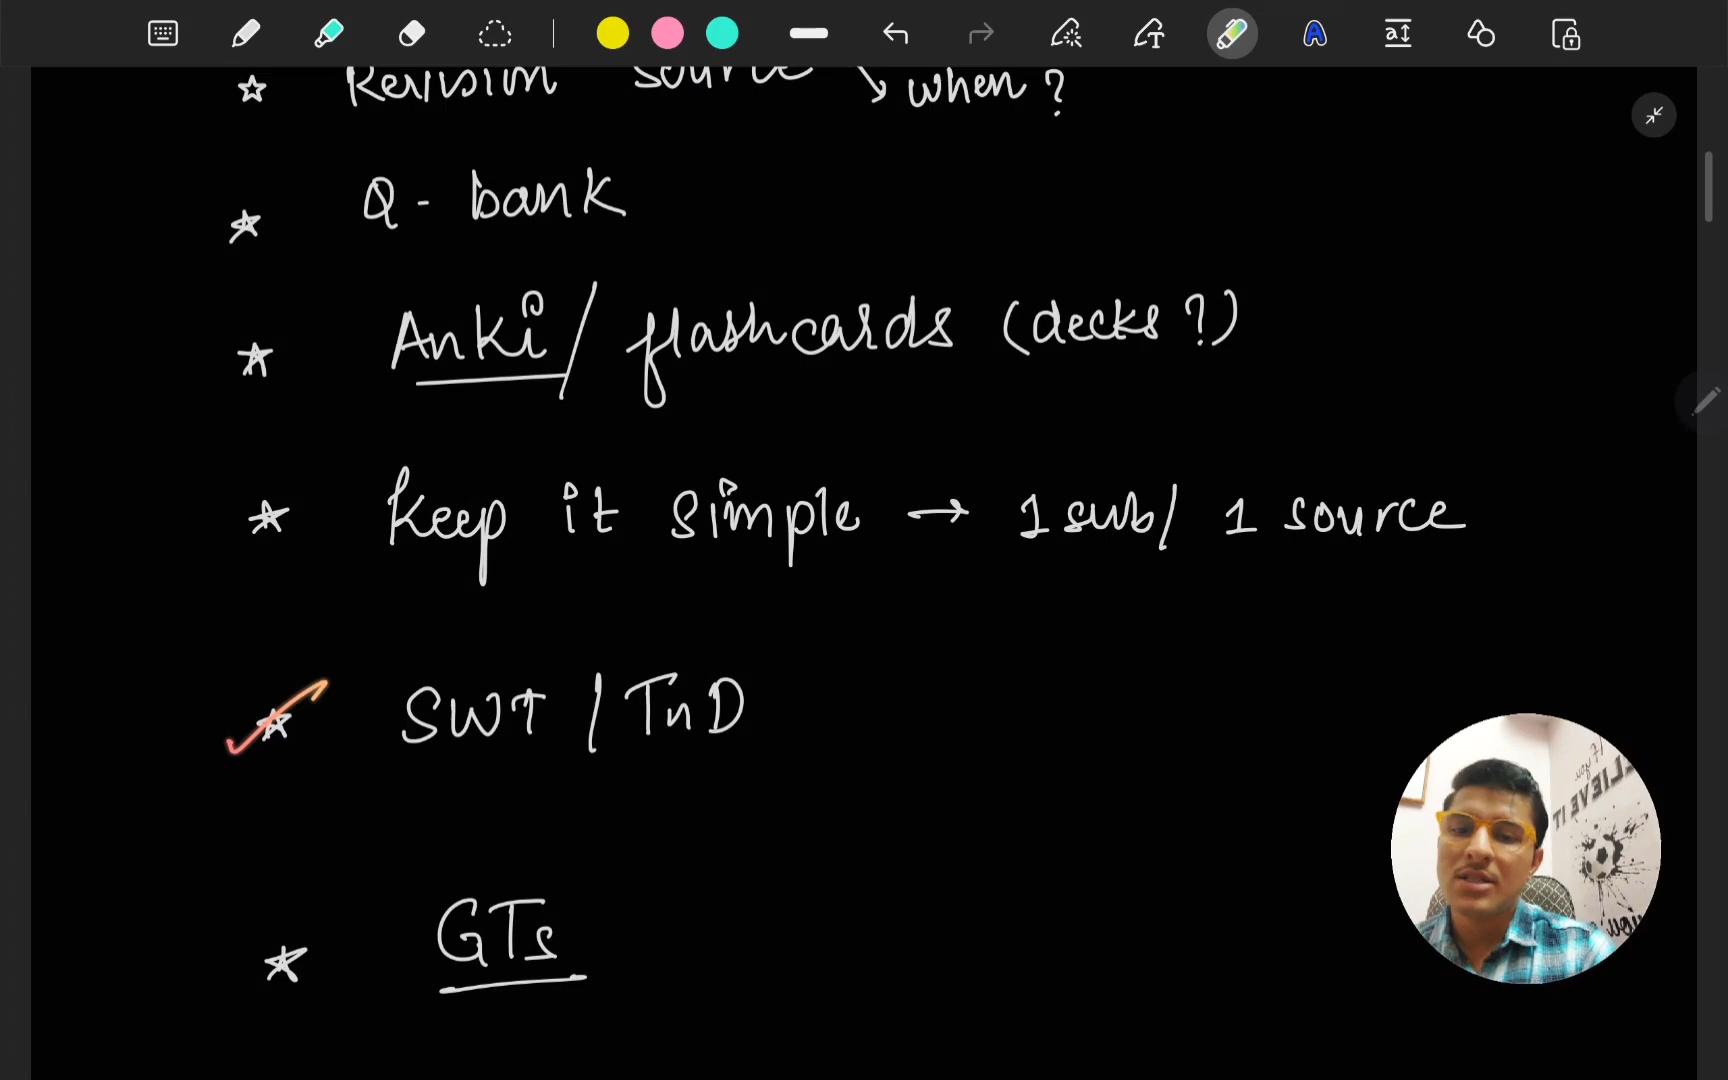 ☆ Revision source ↘ when ?
☆ Q - bank
☆ Anki / flashcards (decks ?)
☆ Keep it simple → 1 sub / 1 source
☆ SWT / TnD
☆ GTs